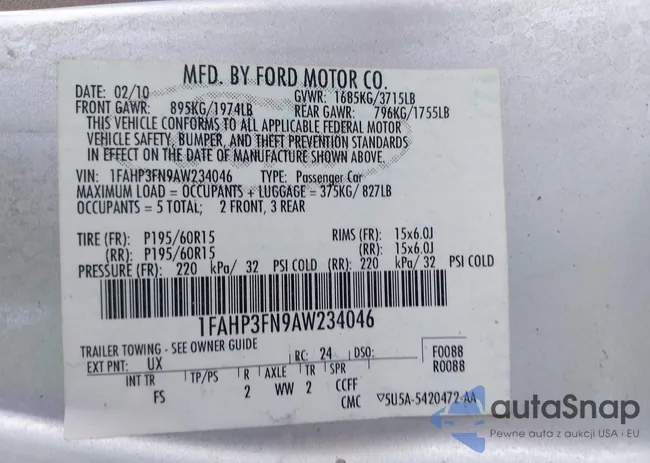 MFD. BY FORD MOTOR CO.
DATE: 02/10 GVWR: 1685KG/3715LB
FRONT GAWR: 895KG/1974LB REAR GAWR: 796KG/1755LB
THIS VEHICLE CONFORMS TO ALL APPLICABLE FEDERAL MOTOR
VEHICLE SAFETY, BUMPER, AND THEFT PREVENTION STANDARDS
IN EFFECT ON THE DATE OF MANUFACTURE SHOWN ABOVE.
VIN: 1FAHP3FN9AW234046 TYPE: Passenger Car
MAXIMUM LOAD = OCCUPANTS + LUGGAGE = 375KG/ 827LB
OCCUPANTS = 5 TOTAL; 2 FRONT, 3 REAR
TIRE (FR): P195/60R15 RIMS (FR): 15x6.0J
(RR): P195/60R15 (RR): 15x6.0J
PRESSURE (FR): 220 kPa/ 32 PSI COLD (RR): 220 kPa/ 32 PSI COLD
1FAHP3FN9AW234046
TRAILER TOWING - SEE OWNER GUIDE
EXT PNT: UX RC: 24 DSO: F0088
R0088
INT TR TP/PS R AXLE TR SPR
FS 2 WW 2 CCFF
CMC ▽5U5A-5420472-AA
autaSnap
Pewne auta z aukcji USA i EU